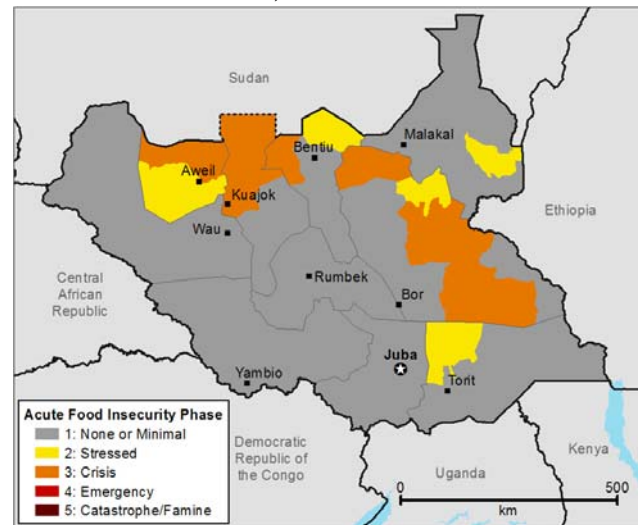 Sudan
Malakal
Bentiu
Aweil
Kuajok
Ethiopia
Wau
Central
African
Republic
Rumbek
Bor
Juba
Yambio
Torit
Acute Food Insecurity Phase
1: None or Minimal
2: Stressed
3: Crisis
4: Emergency
5: Catastrophe/Famine
Democratic
Republic of
the Congo
Uganda
Kenya
0
500
km